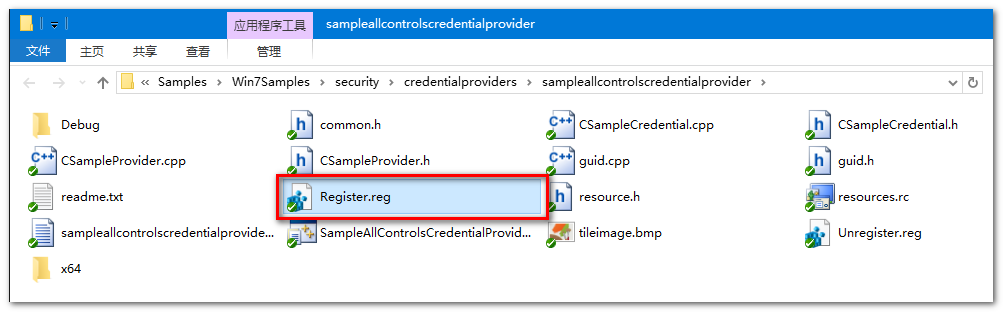 应用程序工具 sampleallcontrolscredentialprovider
文件 主页 共享 查看 管理
« Samples > Win7Samples > security > credentialproviders > sampleallcontrolscredentialprovider >
Debug common.h CSampleCredential.cpp CSampleCredential.h
CSampleProvider.cpp CSampleProvider.h guid.cpp guid.h
readme.txt Register.reg resource.h resources.rc
sampleallcontrolscredentialprovide... SampleAllControlsCredentialProvid... tileimage.bmp Unregister.reg
x64